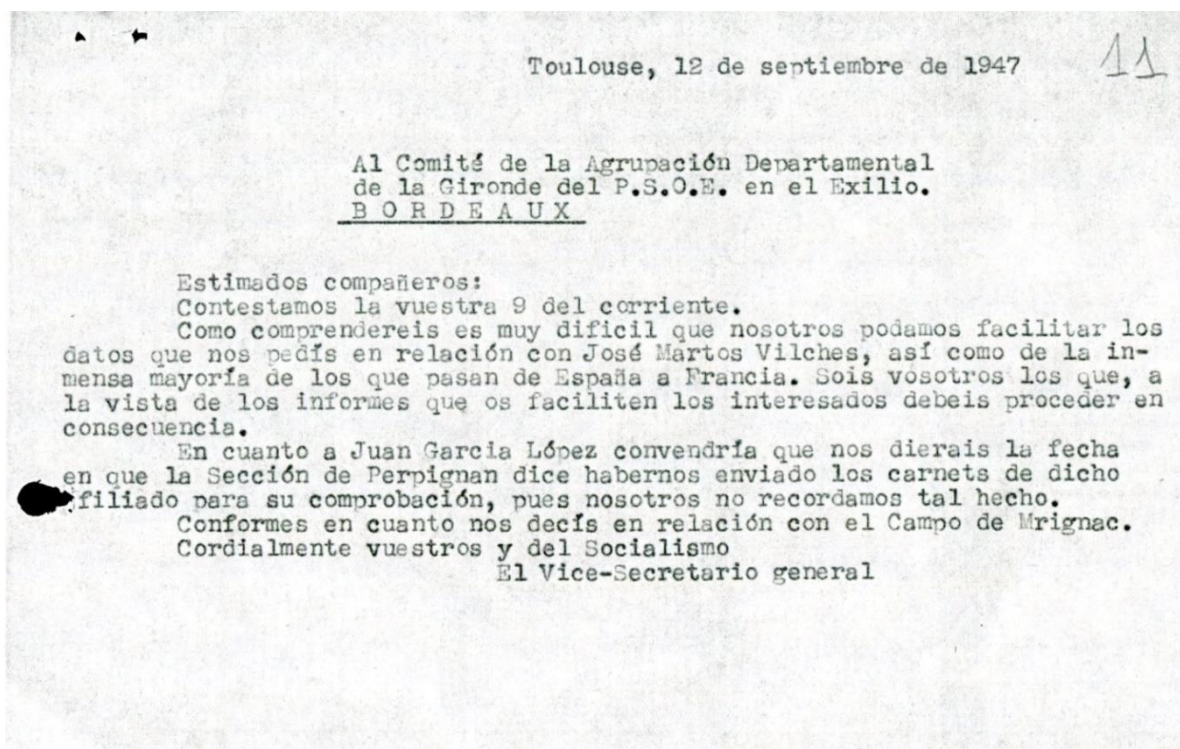 Toulouse, 12 de septiembre de 1947
11
Al Comité de la Agrupación Departamental
de la Gironde del P.S.O.E. en el Exilio.
B O R D E A U X
Estimados compañeros:
Contestamos la vuestra 9 del corriente.
Como comprendereis es muy dificil que nosotros podamos facilitar los
datos que nos pedís en relación con José Martos Vilches, así como de la in-
mensa mayoría de los que pasan de España a Francia. Sois vosotros los que, a
la vista de los informes que os faciliten los interesados debeis proceder en
consecuencia.
En cuanto a Juan Garcia López convendría que nos dierais la fecha
en que la Sección de Perpignan dice habernos enviado los carnets de dicho
filiado para su comprobación, pues nosotros no recordamos tal hecho.
Conformes en cuanto nos decís en relación con el Campo de Mrignac.
Cordialmente vuestros y del Socialismo
El Vice-Secretario general